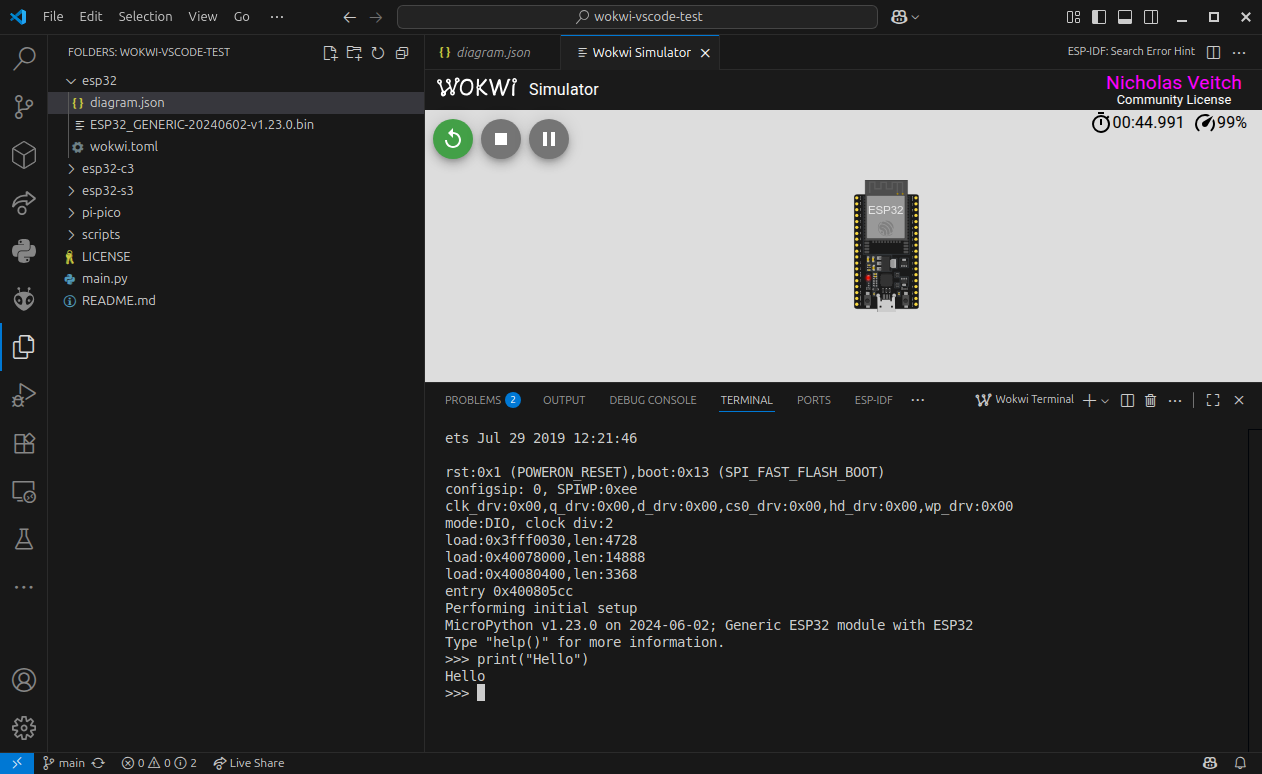 File Edit Selection View Go ··· wokwi-vscode-test
FOLDERS: WOKWI-VSCODE-TEST
esp32
{} diagram.json
ESP32_GENERIC-20240602-v1.23.0.bin
wokwi.toml
esp32-c3
esp32-s3
pi-pico
scripts
LICENSE
main.py
README.md
{} diagram.json Wokwi Simulator ESP-IDF: Search Error Hint ···
WOKWi Simulator
Nicholas Veitch
Community License
00:44.991 99%
ESP32
PROBLEMS 2 OUTPUT DEBUG CONSOLE TERMINAL PORTS ESP-IDF ··· Wokwi Terminal ···
ets Jul 29 2019 12:21:46
rst:0x1 (POWERON_RESET),boot:0x13 (SPI_FAST_FLASH_BOOT)
configsip: 0, SPIWP:0xee
clk_drv:0x00,q_drv:0x00,d_drv:0x00,cs0_drv:0x00,hd_drv:0x00,wp_drv:0x00
mode:DIO, clock div:2
load:0x3fff0030,len:4728
load:0x40078000,len:14888
load:0x40080400,len:3368
entry 0x400805cc
Performing initial setup
MicroPython v1.23.0 on 2024-06-02; Generic ESP32 module with ESP32
Type "help()" for more information.
>>> print("Hello")
Hello
>>>
main 0 0 2 Live Share